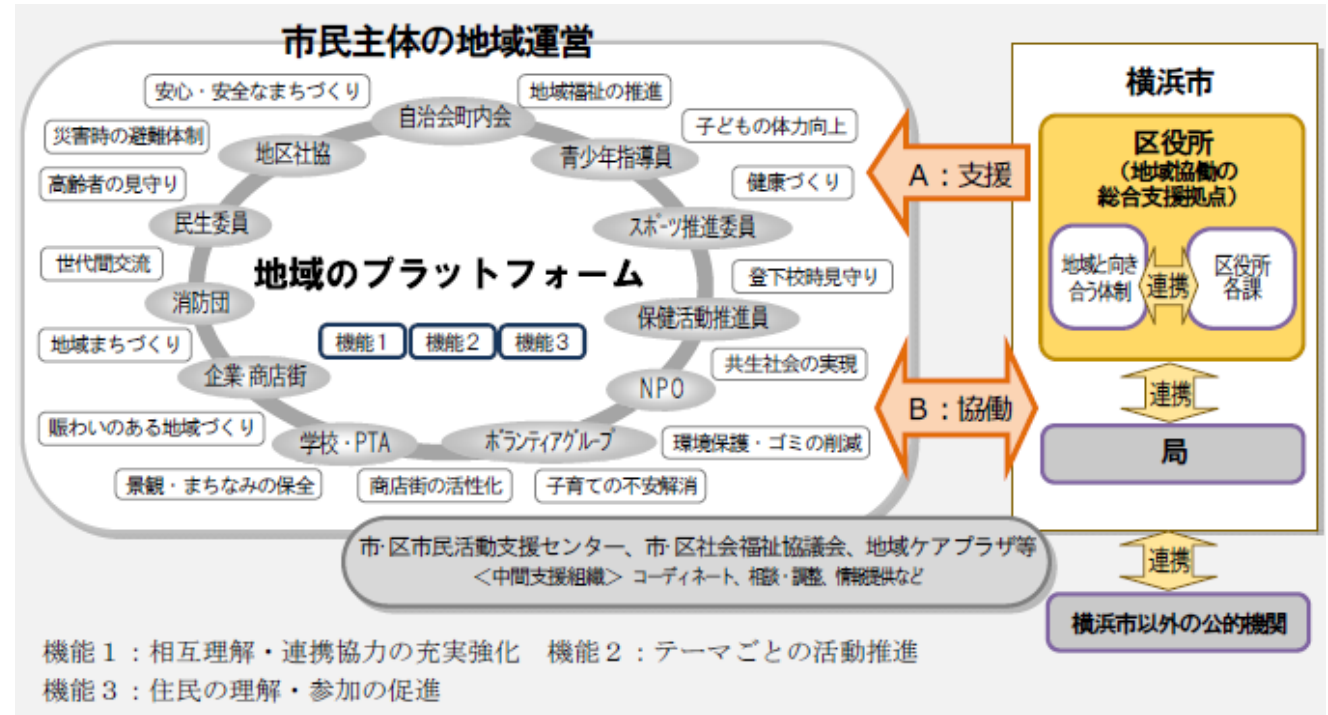 市民主体の地域運営
安心・安全なまちづくり
地域福祉の推進
自治会町内会
災害時の避難体制
地区社協
青少年指導員
子どもの体力向上
高齢者の見守り
健康づくり
民生委員
スポーツ推進委員
世代間交流
地域のプラットフォーム
登下校時見守り
消防団
保健活動推進員
地域まちづくり
機能1
機能2
機能3
共生社会の実現
企業・商店街
NPO
賑わいのある地域づくり
学校・PTA
ボランティアグループ
環境保護・ゴミの削減
景観・まちなみの保全
商店街の活性化
子育ての不安解消
A:支援
B:協働
横浜市
区役所
(地域協働の
総合支援拠点)
地域と向き
合う体制
連携
区役所
各課
連携
局
連携
横浜市以外の公的機関
市・区市民活動支援センター、市・区社会福祉協議会、地域ケアプラザ等
<中間支援組織> コーディネート、相談・調整、情報提供など
機能1:相互理解・連携協力の充実強化 機能2:テーマごとの活動推進
機能3:住民の理解・参加の促進